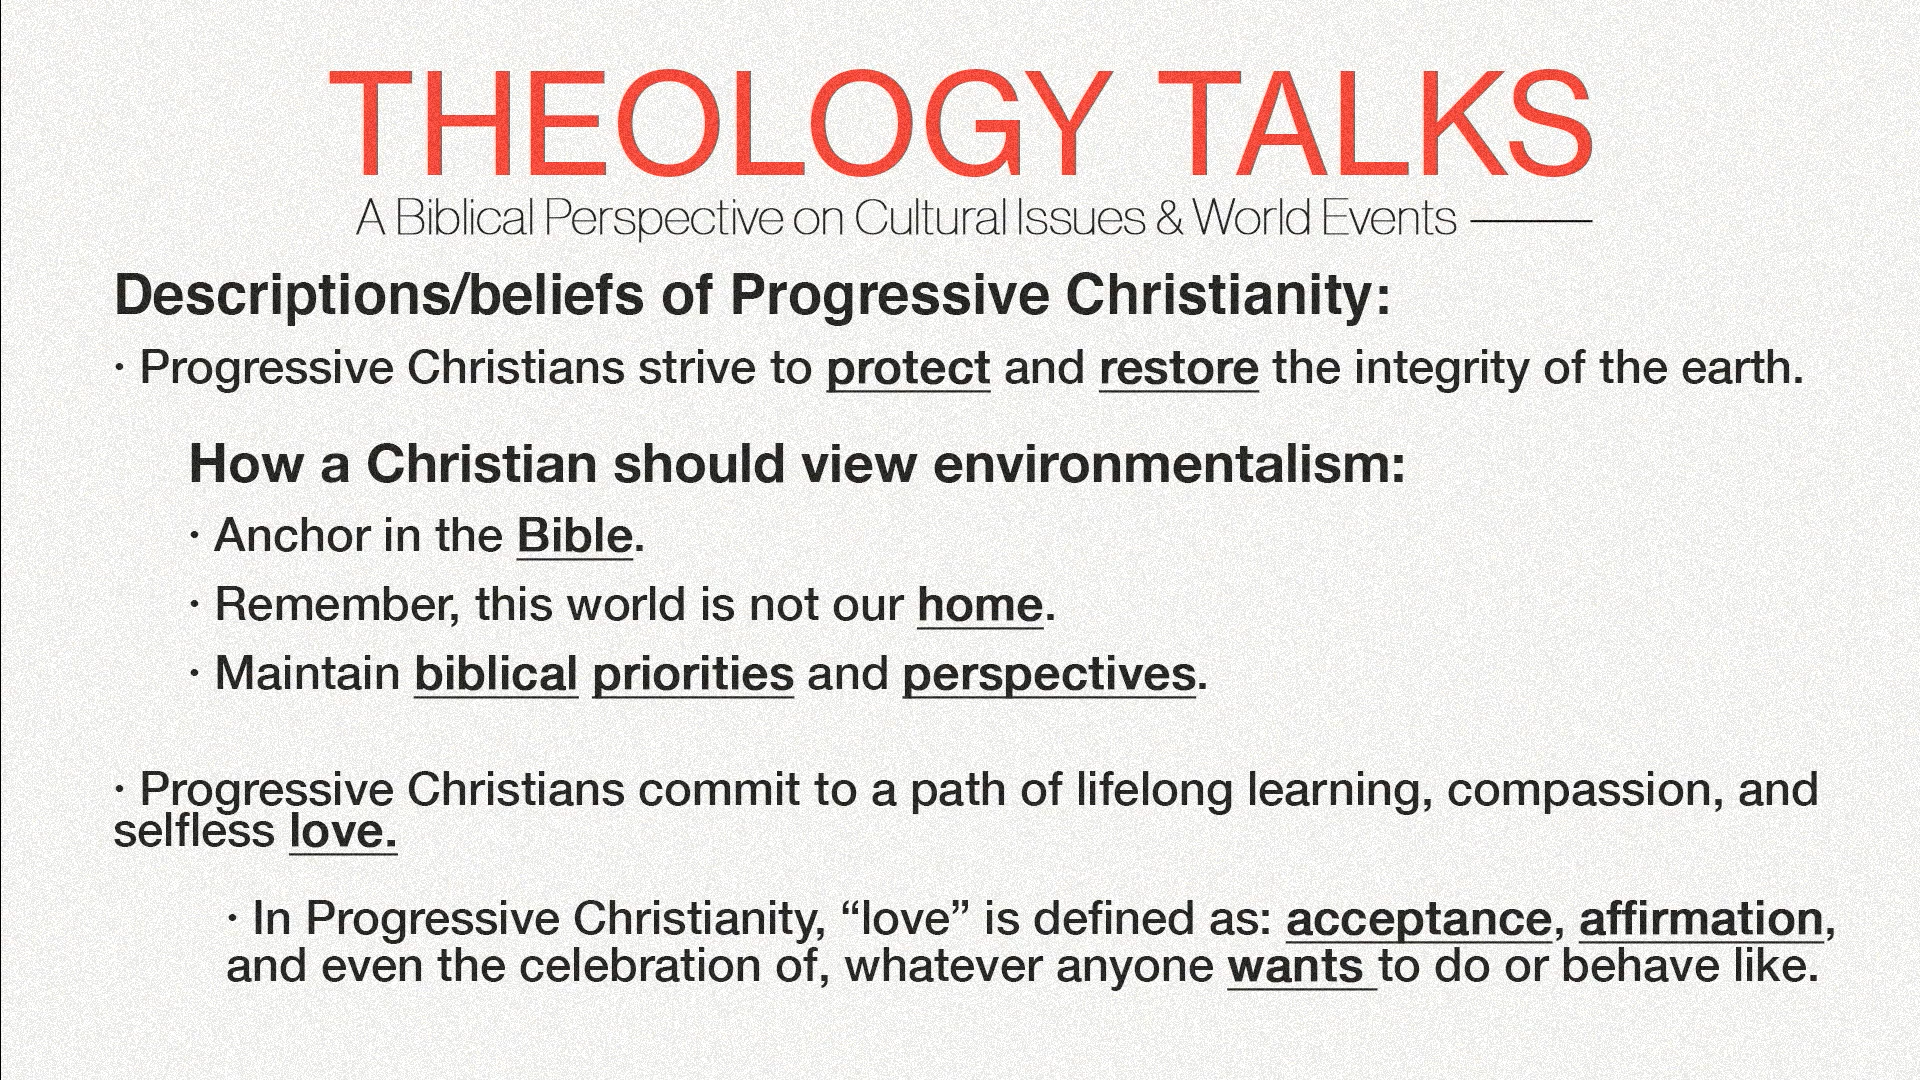 THEOLOGY TALKS
A Biblical Perspective on Cultural Issues & World Events
Descriptions/beliefs of Progressive Christianity:
· Progressive Christians strive to protect and restore the integrity of the earth.
How a Christian should view environmentalism:
· Anchor in the Bible.
· Remember, this world is not our home.
· Maintain biblical priorities and perspectives.
· Progressive Christians commit to a path of lifelong learning, compassion, and
selfless love.
· In Progressive Christianity, “love” is defined as: acceptance, affirmation,
and even the celebration of, whatever anyone wants to do or behave like.